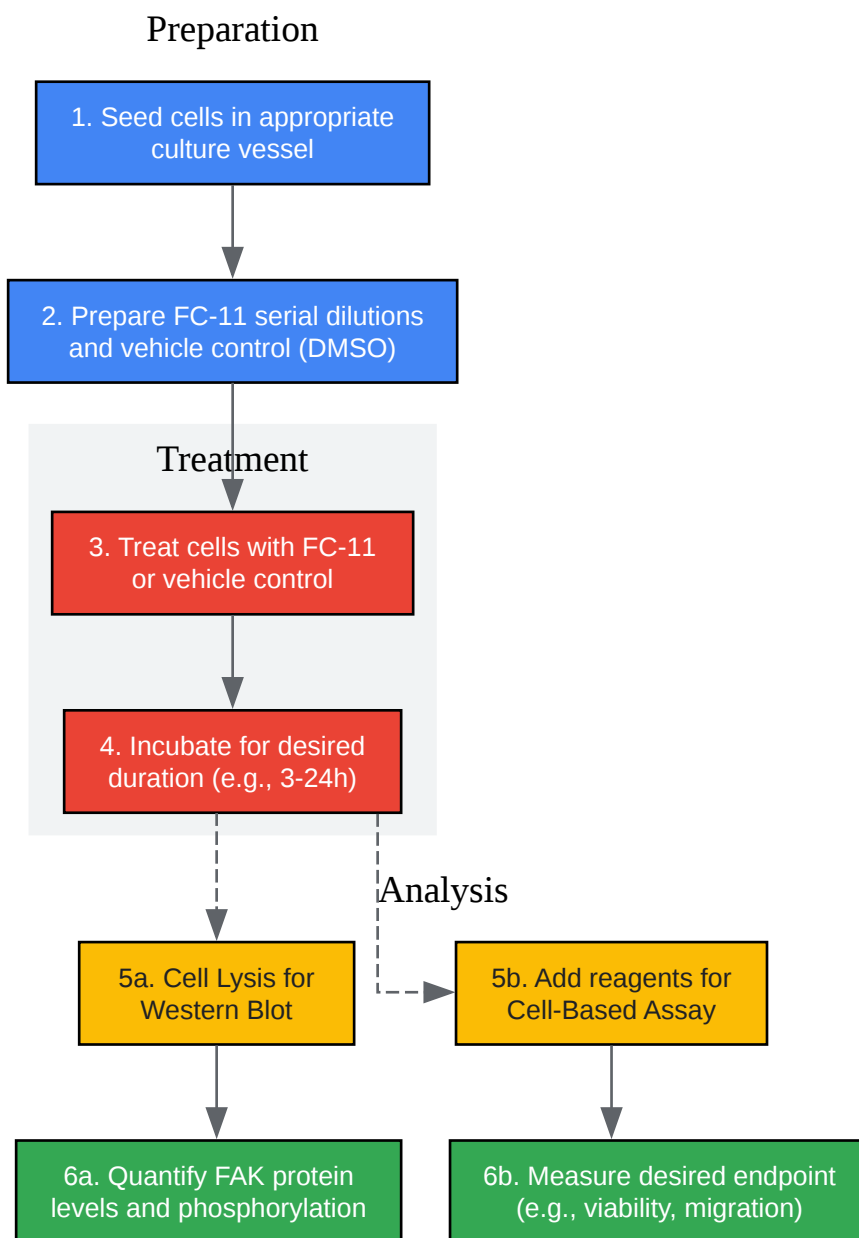 Preparation
1. Seed cells in appropriate
culture vessel
2. Prepare FC-11 serial dilutions
and vehicle control (DMSO)
Treatment
3. Treat cells with FC-11
or vehicle control
4. Incubate for desired
duration (e.g., 3-24h)
Analysis
5a. Cell Lysis for
Western Blot
5b. Add reagents for
Cell-Based Assay
6a. Quantify FAK protein
levels and phosphorylation
6b. Measure desired endpoint
(e.g., viability, migration)